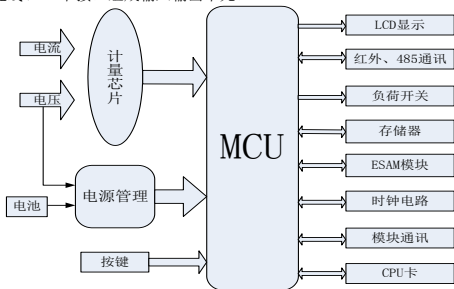 LCD显示
电流
计量芯片
红外、485通讯
电压
负荷开关
MCU
存储器
电源管理
ESAM模块
电池
时钟电路
模块通讯
按键
CPU卡